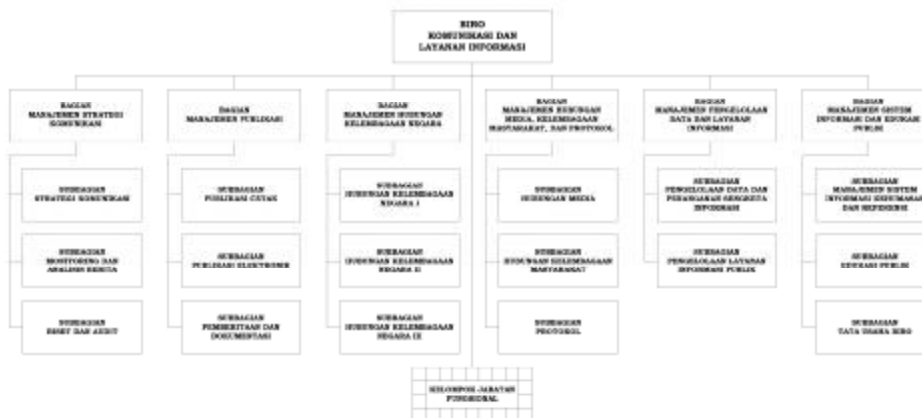 BIRO
KOMUNIKASI DAN
LAYANAN INFORMASI
BAGIAN
MANAJEMEN STRATEGI
KOMUNIKASI
BAGIAN
MANAJEMEN PUBLIKASI
BAGIAN
MANAJEMEN HUBUNGAN
KELEMBAGAAN NEGARA
BAGIAN
MANAJEMEN HUBUNGAN
MEDIA, KELEMBAGAAN
MASYARAKAT, DAN PROTOKOL
BAGIAN
MANAJEMEN PENGELOLAAN
DATA DAN LAYANAN
INFORMASI
BAGIAN
MANAJEMEN SISTEM
INFORMASI DAN EDUKASI
PUBLIK
SUBBAGIAN
STRATEGI KOMUNIKASI
SUBBAGIAN
PUBLIKASI CETAK
SUBBAGIAN
HUBUNGAN KELEMBAGAAN
NEGARA I
SUBBAGIAN
HUBUNGAN MEDIA
SUBBAGIAN
PENGELOLAAN DATA DAN
PENANGANAN SENGKETA
INFORMASI
SUBBAGIAN
MANAJEMEN SISTEM
INFORMASI KEHUMASAN
DAN REFERENSI
SUBBAGIAN
MONITORING DAN
ANALISIS BERITA
SUBBAGIAN
PUBLIKASI ELEKTRONIK
SUBBAGIAN
HUBUNGAN KELEMBAGAAN
NEGARA II
SUBBAGIAN
HUBUNGAN KELEMBAGAAN
MASYARAKAT
SUBBAGIAN
PENGELOLAAN LAYANAN
INFORMASI PUBLIK
SUBBAGIAN
EDUKASI PUBLIK
SUBBAGIAN
RISET DAN AUDIT
SUBBAGIAN
PEMBERITAAN DAN
DOKUMENTASI
SUBBAGIAN
HUBUNGAN KELEMBAGAAN
NEGARA III
SUBBAGIAN
PROTOKOL
SUBBAGIAN
TATA USAHA BIRO
KELOMPOK JABATAN
FUNGSIONAL